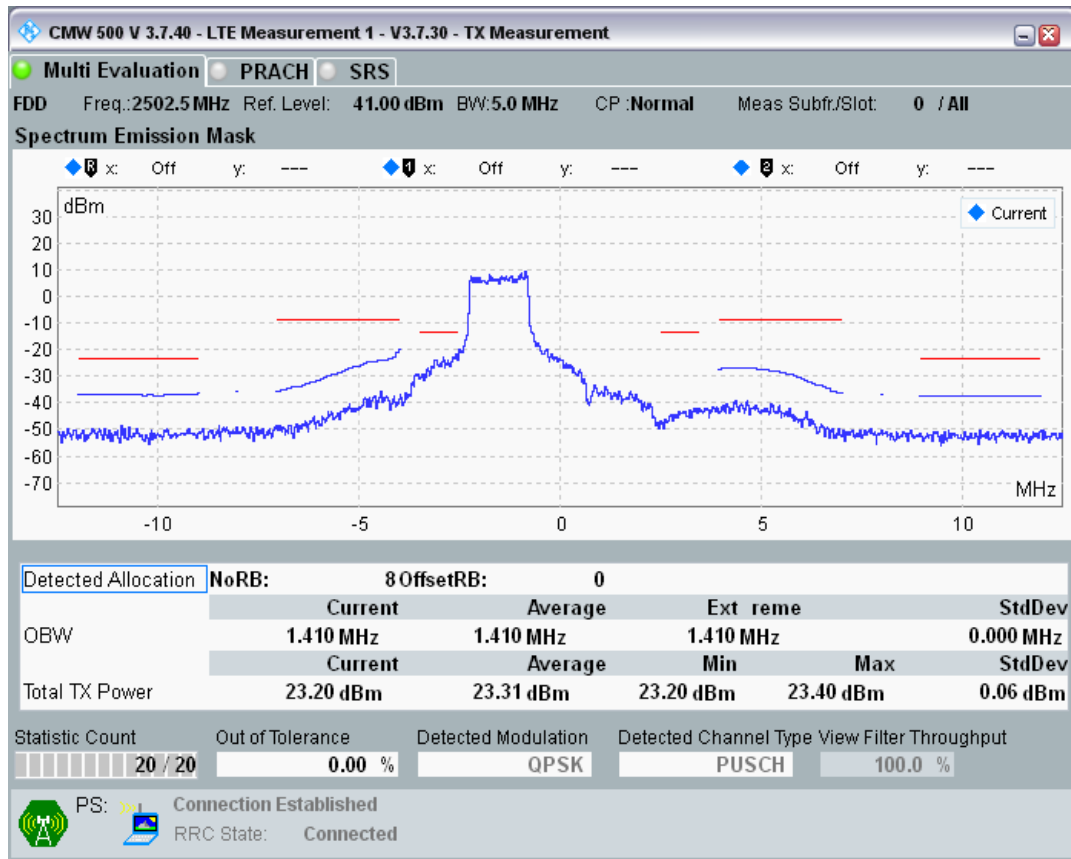 CMW 500 V 3.7.40 - LTE Measurement 1 - V3.7.30 - TX Measurement
Multi Evaluation PRACH SRS
FDD Freq.:2502.5 MHz Ref. Level: 41.00 dBm BW:5.0 MHz CP :Normal Meas Subfr./Slot: 0 / All
Spectrum Emission Mask
R x: Off y: --- 1 x: Off y: --- 2 x: Off y: ---
dBm
Current
30
20
10
0
-10
-20
-30
-40
-50
-60
-70
MHz
-10 -5 0 5 10
Detected Allocation NoRB: 8 OffsetRB: 0
Current Average Ext reme StdDev
OBW 1.410 MHz 1.410 MHz 1.410 MHz 0.000 MHz
Current Average Min Max StdDev
Total TX Power 23.20 dBm 23.31 dBm 23.20 dBm 23.40 dBm 0.06 dBm
Statistic Count Out of Tolerance Detected Modulation Detected Channel Type View Filter Throughput
20 / 20 0.00 % QPSK PUSCH 100.0 %
PS: Connection Established
RRC State: Connected